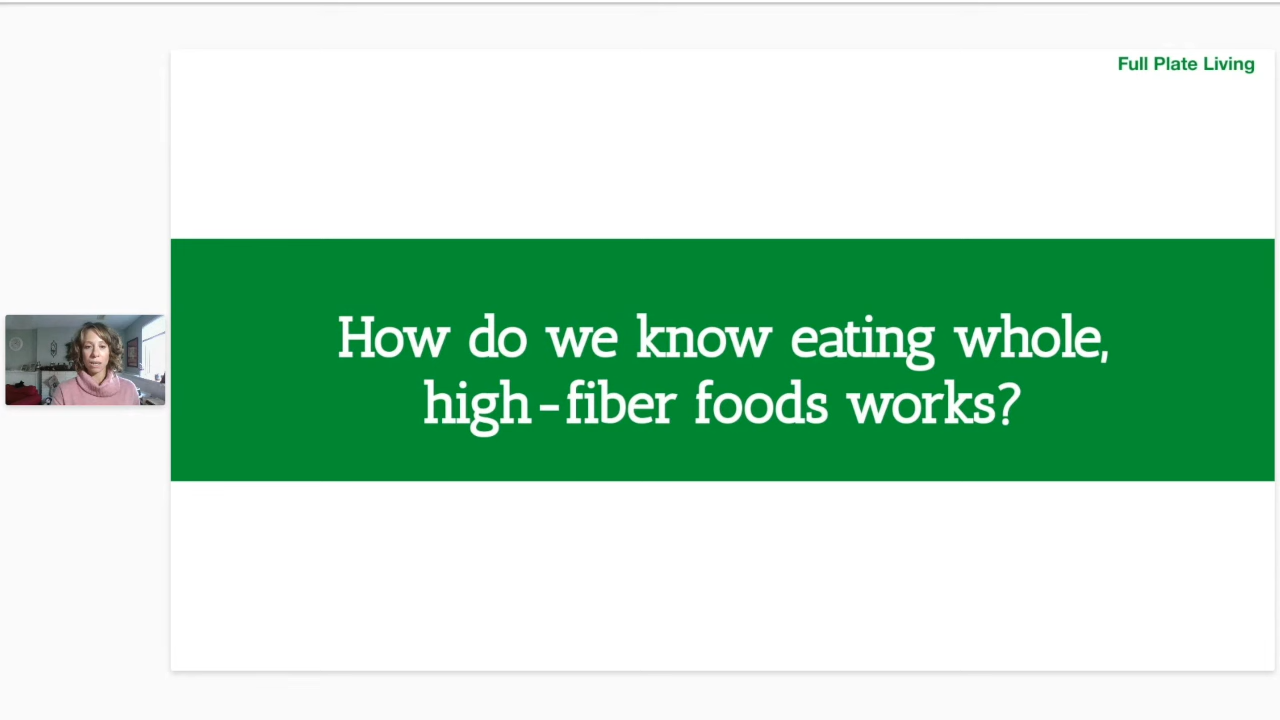 Full Plate Living
How do we know eating whole,
high-fiber foods works?